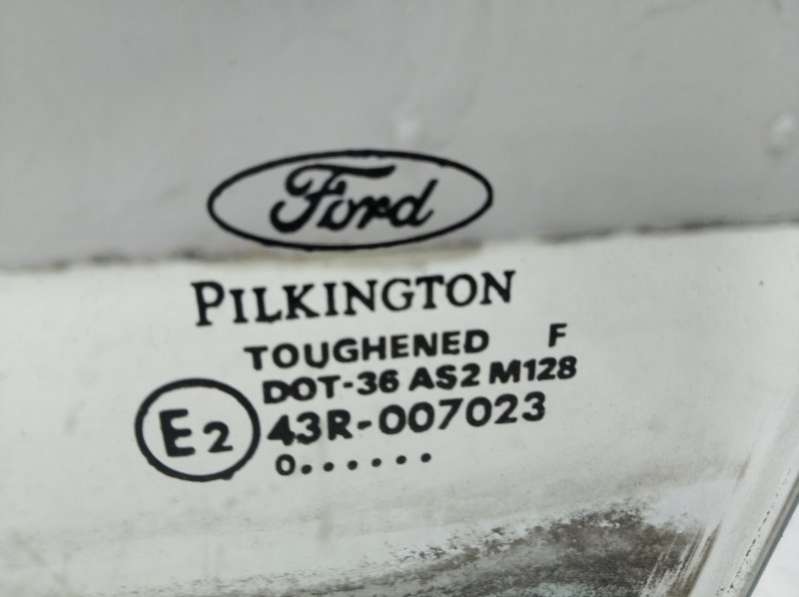 Ford
PILKINGTON
TOUGHENED F
DOT-36 AS2 M128
E2 43R-007023
0......